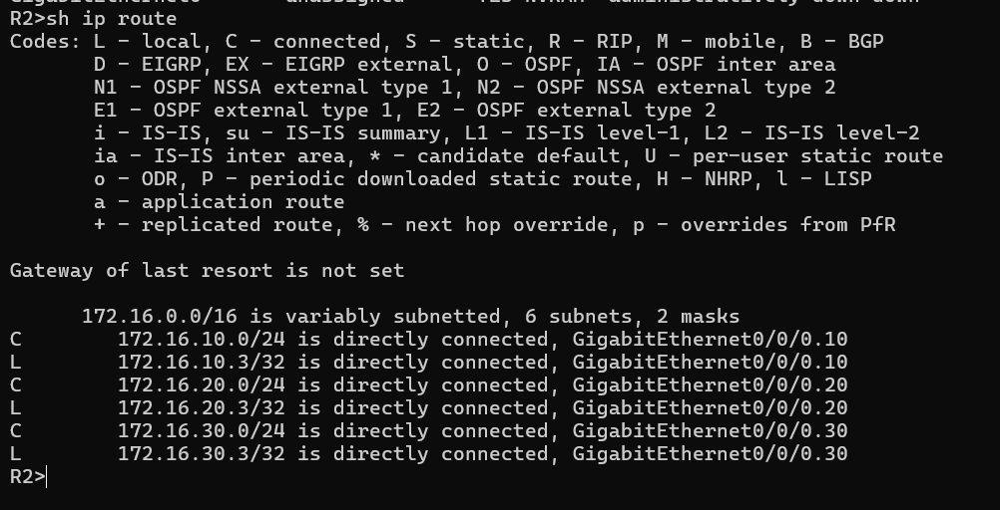 R2>sh ip route
Codes: L - local, C - connected, S - static, R - RIP, M - mobile, B - BGP
       D - EIGRP, EX - EIGRP external, O - OSPF, IA - OSPF inter area
       N1 - OSPF NSSA external type 1, N2 - OSPF NSSA external type 2
       E1 - OSPF external type 1, E2 - OSPF external type 2
       i - IS-IS, su - IS-IS summary, L1 - IS-IS level-1, L2 - IS-IS level-2
       ia - IS-IS inter area, * - candidate default, U - per-user static route
       o - ODR, P - periodic downloaded static route, H - NHRP, l - LISP
       a - application route
       + - replicated route, % - next hop override, p - overrides from PfR
Gateway of last resort is not set
      172.16.0.0/16 is variably subnetted, 6 subnets, 2 masks
C        172.16.10.0/24 is directly connected, GigabitEthernet0/0/0.10
L        172.16.10.3/32 is directly connected, GigabitEthernet0/0/0.10
C        172.16.20.0/24 is directly connected, GigabitEthernet0/0/0.20
L        172.16.20.3/32 is directly connected, GigabitEthernet0/0/0.20
C        172.16.30.0/24 is directly connected, GigabitEthernet0/0/0.30
L        172.16.30.3/32 is directly connected, GigabitEthernet0/0/0.30
R2>